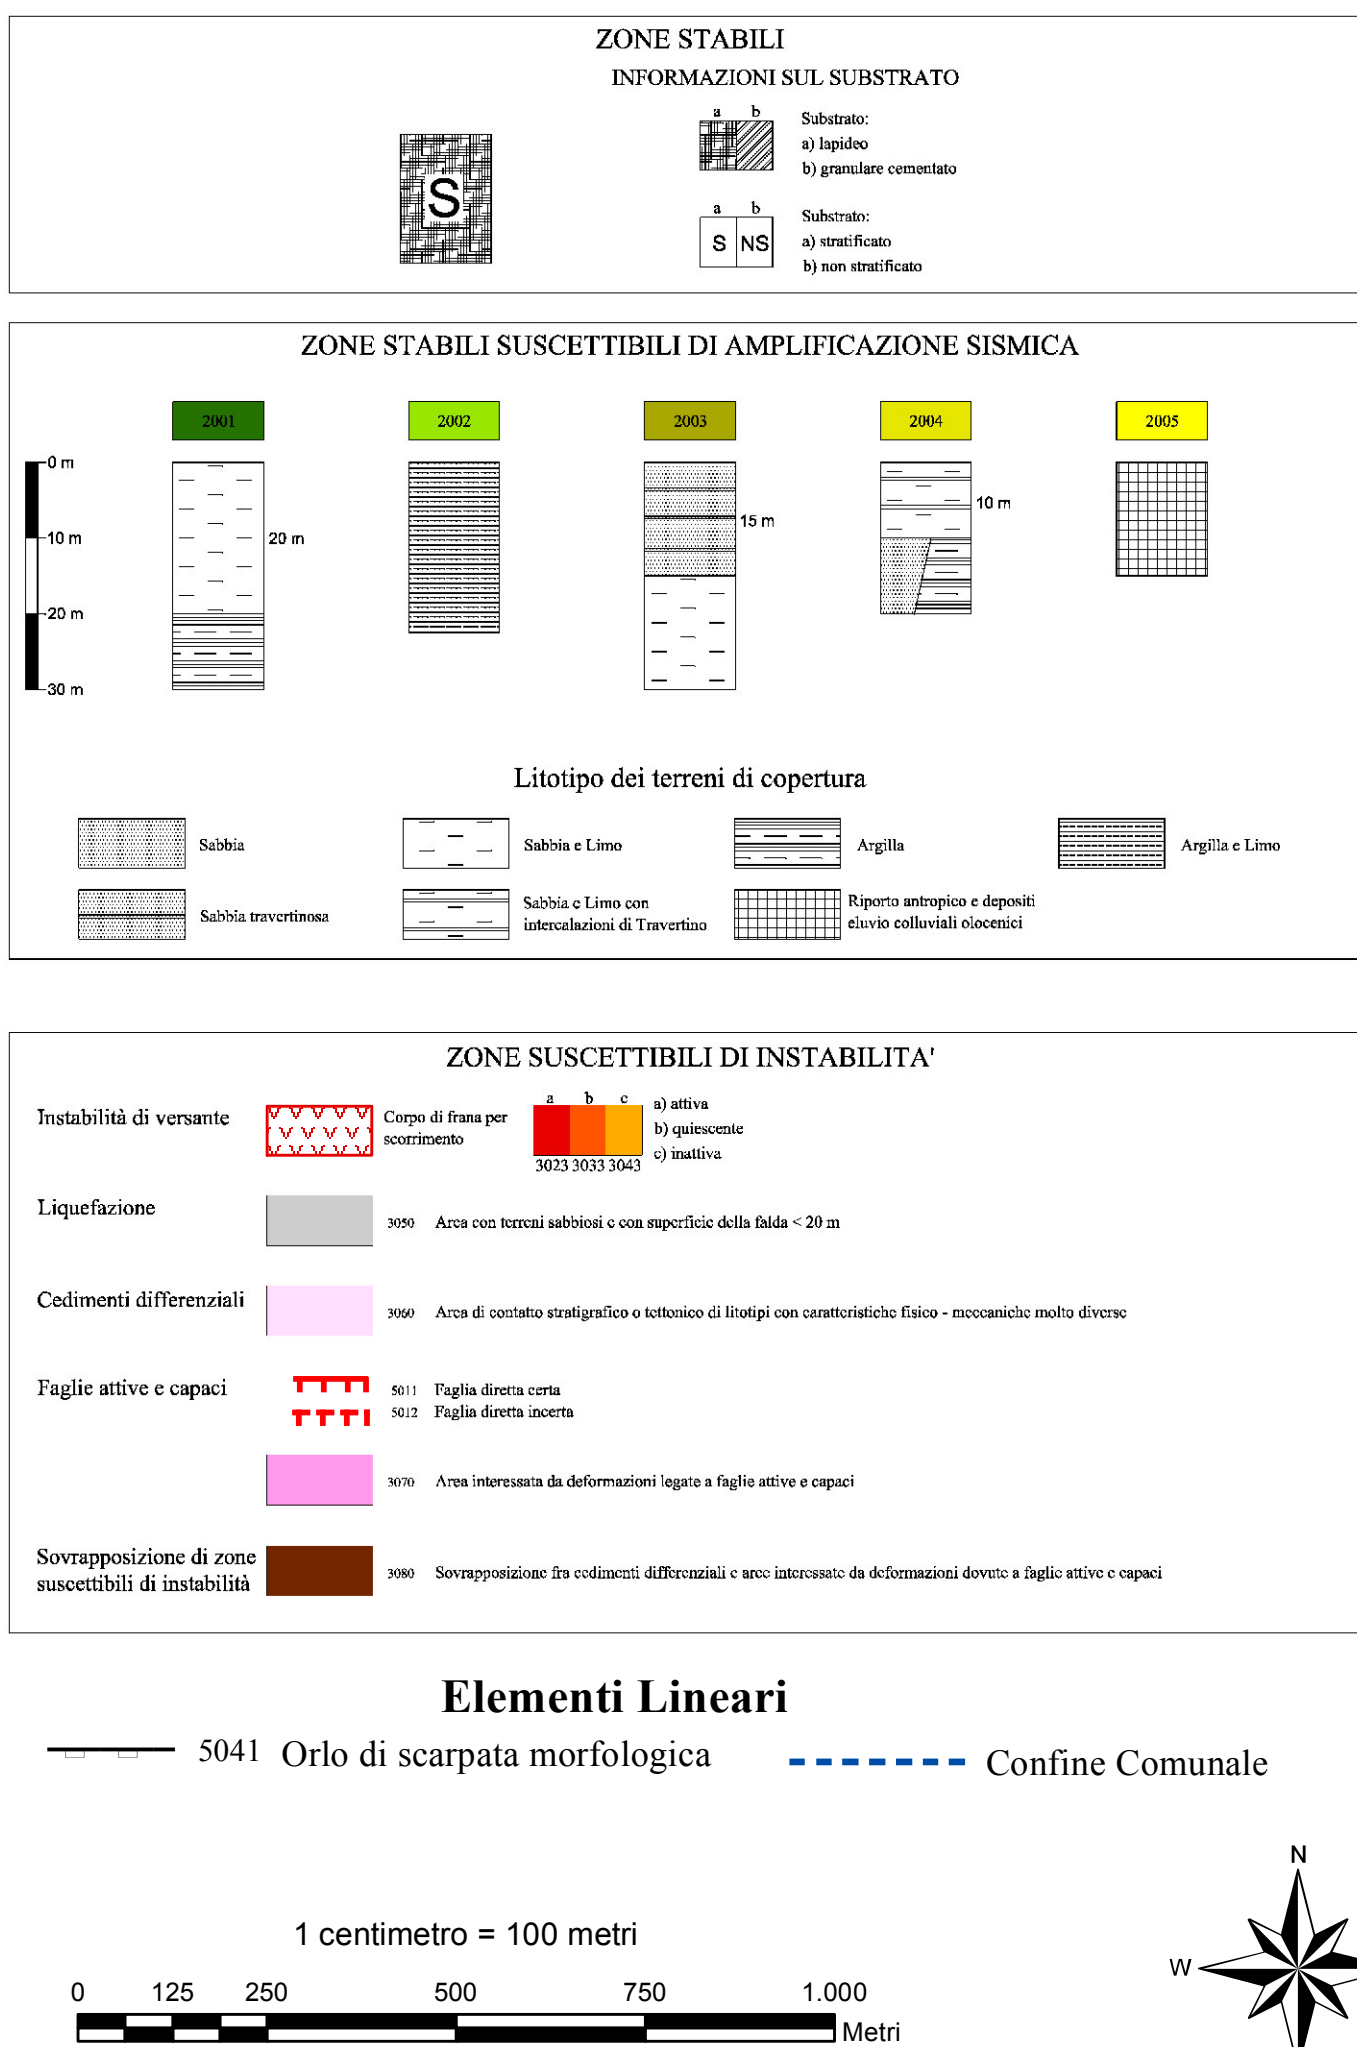 ZONE STABILI
INFORMAZIONI SUL SUBSTRATO
S
a b
Substrato:
a) lapideo
b) granulare cementato
a b
S NS
Substrato:
a) stratificato
b) non stratificato
ZONE STABILI SUSCETTIBILI DI AMPLIFICAZIONE SISMICA
2001 2002 2003 2004 2005
0 m
10 m
20 m
30 m
20 m
15 m
10 m
Litotipo dei terreni di copertura
Sabbia
Sabbia e Limo
Argilla
Argilla e Limo
Sabbia travertinosa
Sabbia e Limo con
intercalazioni di Travertino
Riporto antropico e depositi
eluvio colluviali olocenici
ZONE SUSCETTIBILI DI INSTABILITA'
Instabilità di versante
Corpo di frana per
scorrimento
a b c
3023 3033 3043
a) attiva
b) quiescente
c) inattiva
Liquefazione
3050 Area con terreni sabbiosi e con superficie della falda < 20 m
Cedimenti differenziali
3060 Area di contatto stratigrafico o tettonico di litotipi con caratteristiche fisico - meccaniche molto diverse
Faglie attive e capaci
5011 Faglia diretta certa
5012 Faglia diretta incerta
3070 Area interessata da deformazioni legate a faglie attive e capaci
Sovrapposizione di zone
suscettibili di instabilità
3080 Sovrapposizione fra cedimenti differenziali e aree interessate da deformazioni dovute a faglie attive e capaci
Elementi Lineari
5041 Orlo di scarpata morfologica
Confine Comunale
N
W
1 centimetro = 100 metri
0 125 250 500 750 1.000
Metri